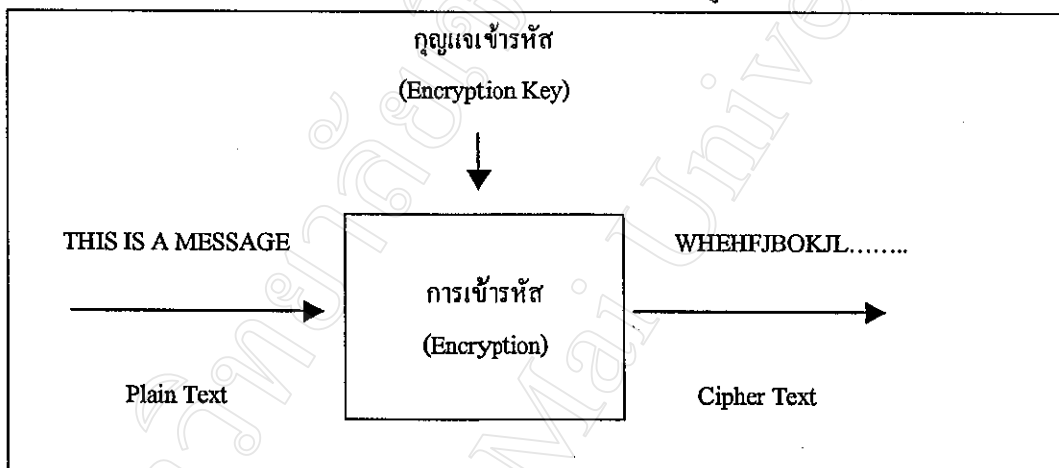 กุญแจเข้ารหัส
(Encryption Key)
THIS IS A MESSAGE
WHEHFJBOKJL........
การเข้ารหัส
(Encryption)
Plain Text
Cipher Text